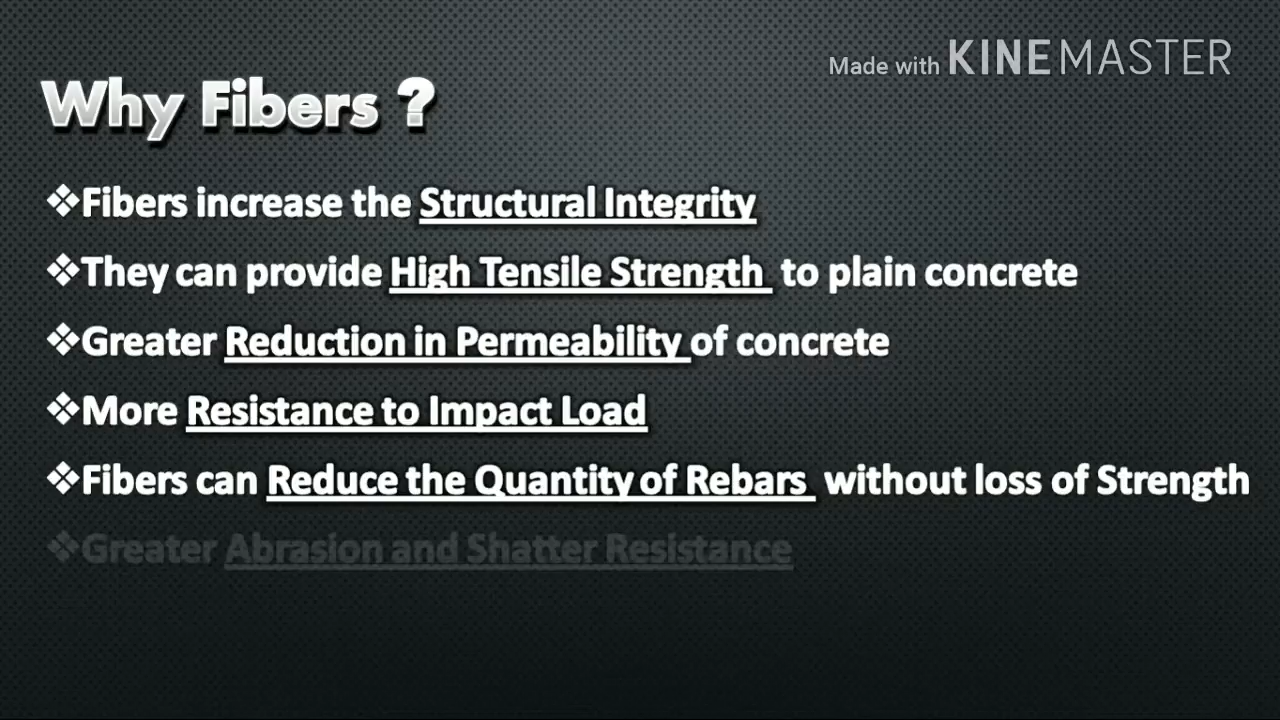 Made with KINEMASTER
Why Fibers ?
❖Fibers increase the Structural Integrity
❖They can provide High Tensile Strength to plain concrete
❖Greater Reduction in Permeability of concrete
❖More Resistance to Impact Load
❖Fibers can Reduce the Quantity of Rebars without loss of Strength
❖Greater Abrasion and Shatter Resistance